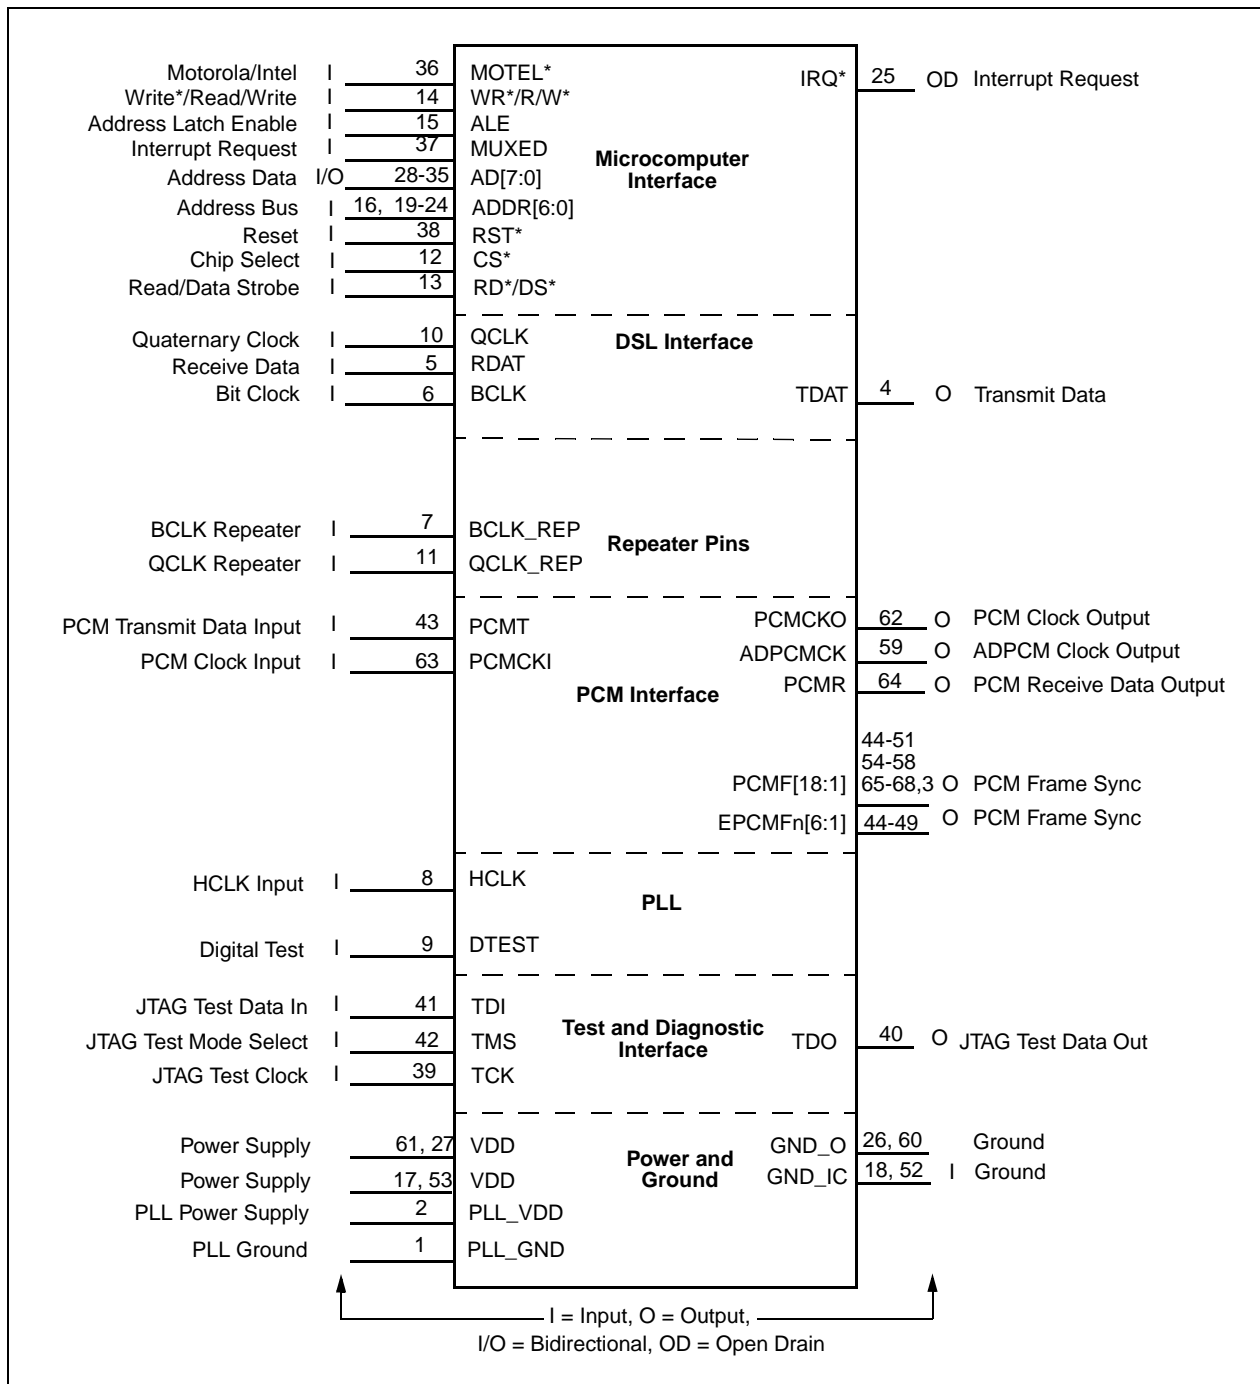 Motorola/Intel I 36 MOTEL* IRQ* 25 OD Interrupt Request
Write*/Read/Write I 14 WR*/R/W*
Address Latch Enable I 15 ALE
Interrupt Request I 37 MUXED
Microcomputer
Interface
Address Data I/O 28-35 AD[7:0]
Address Bus I 16, 19-24 ADDR[6:0]
Reset I 38 RST*
Chip Select I 12 CS*
Read/Data Strobe I 13 RD*/DS*
Quaternary Clock I 10 QCLK DSL Interface
Receive Data I 5 RDAT
Bit Clock I 6 BCLK TDAT 4 O Transmit Data
BCLK Repeater I 7 BCLK_REP Repeater Pins
QCLK Repeater I 11 QCLK_REP
PCM Transmit Data Input I 43 PCMT PCMCKO 62 O PCM Clock Output
PCM Clock Input I 63 PCMCKI ADPCMCK 59 O ADPCM Clock Output
PCM Interface PCMR 64 O PCM Receive Data Output
44-51
54-58
PCMF[18:1] 65-68,3 O PCM Frame Sync
EPCMFn[6:1] 44-49 O PCM Frame Sync
HCLK Input I 8 HCLK PLL
Digital Test I 9 DTEST
JTAG Test Data In I 41 TDI
Test and Diagnostic
Interface
JTAG Test Mode Select I 42 TMS TDO 40 O JTAG Test Data Out
JTAG Test Clock I 39 TCK
Power Supply 61, 27 VDD GND_O 26, 60 Ground
Power and
Ground
Power Supply 17, 53 VDD GND_IC 18, 52 I Ground
PLL Power Supply 2 PLL_VDD
PLL Ground 1 PLL_GND
I = Input, O = Output,
I/O = Bidirectional, OD = Open Drain